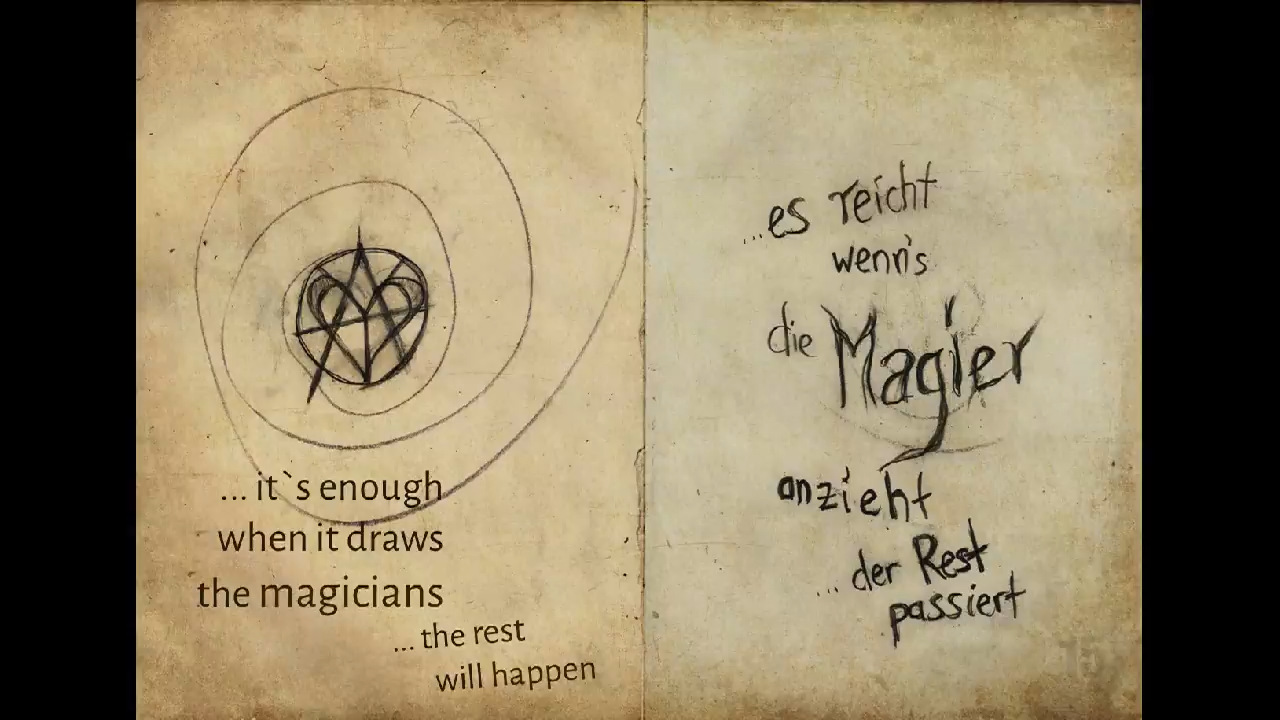 ... it`s enough
when it draws
the magicians
... the rest
will happen
...es reicht
wenn's
die Magier
anzieht
... der Rest
passiert
15